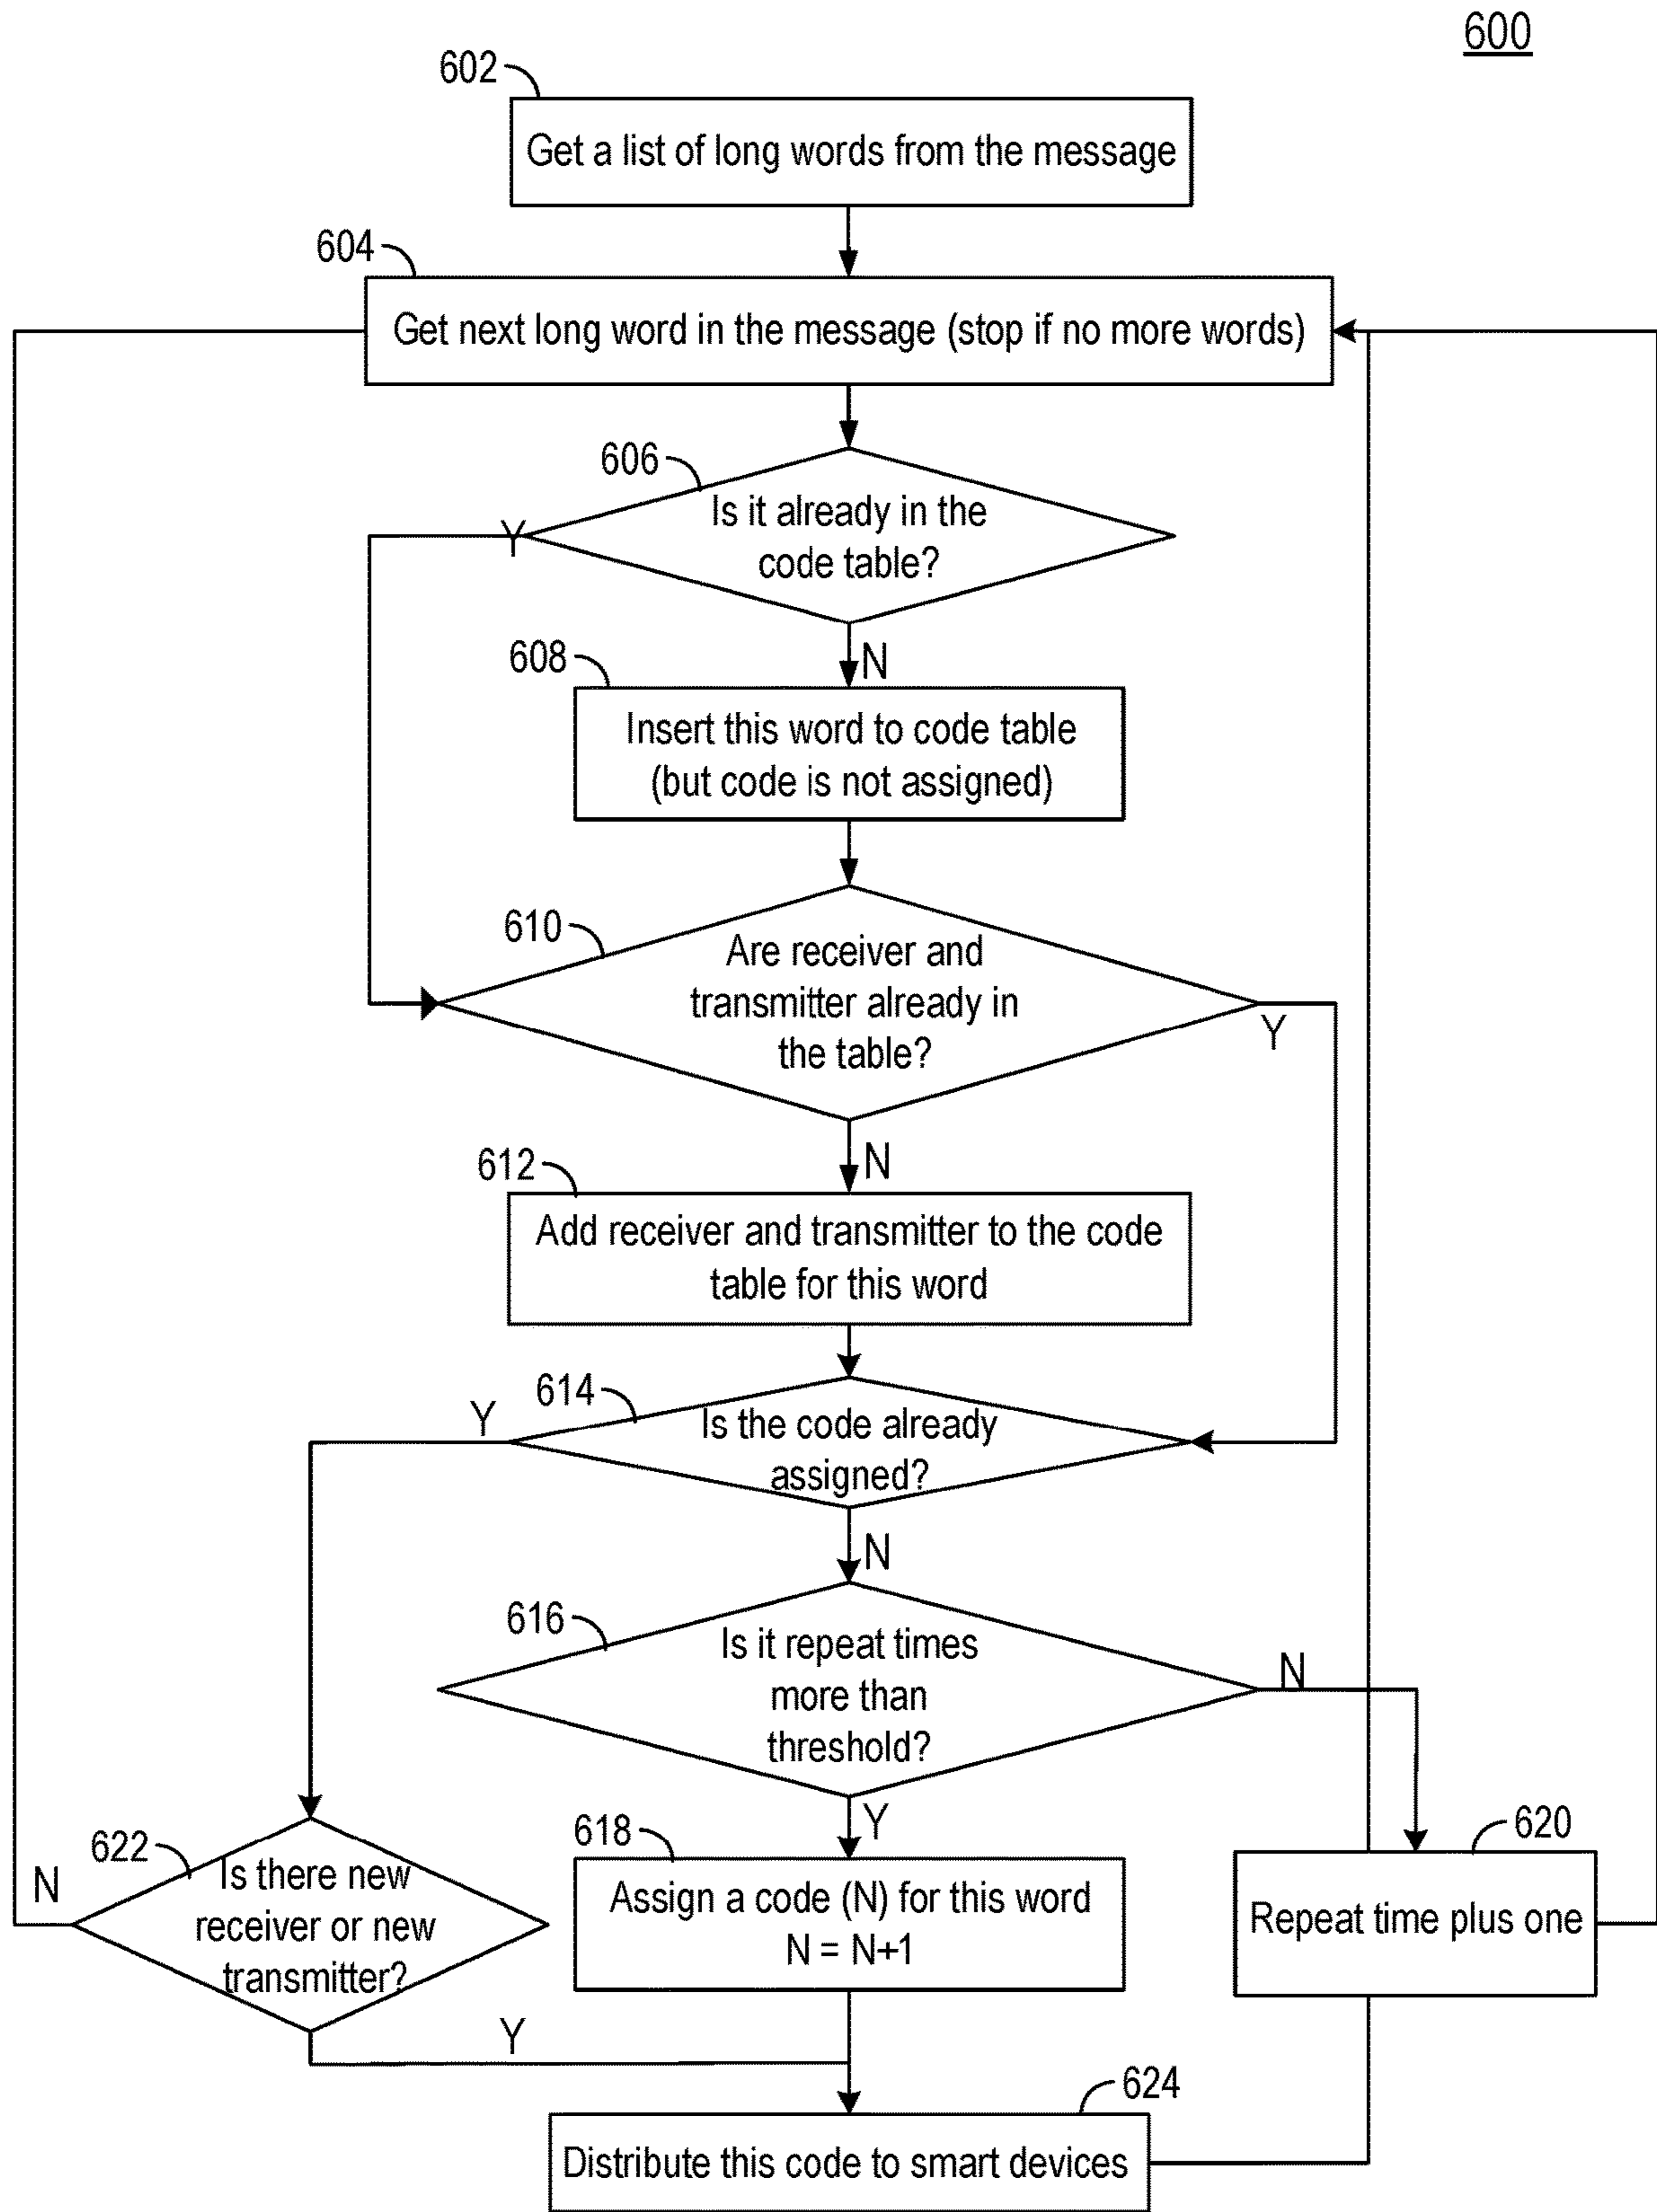 600
602
Get a list of long words from the message
604
Get next long word in the message (stop if no more words)
606
Is it already in the
code table?
Y
N
608
Insert this word to code table
(but code is not assigned)
610
Are receiver and
transmitter already in
the table?
Y
N
612
Add receiver and transmitter to the code
table for this word
614
Y
Is the code already
assigned?
N
616
Is it repeat times
more than
threshold?
N
Y
622
N
Is there new
receiver or new
transmitter?
Y
618
Assign a code (N) for this word
N = N+1
620
Repeat time plus one
624
Distribute this code to smart devices